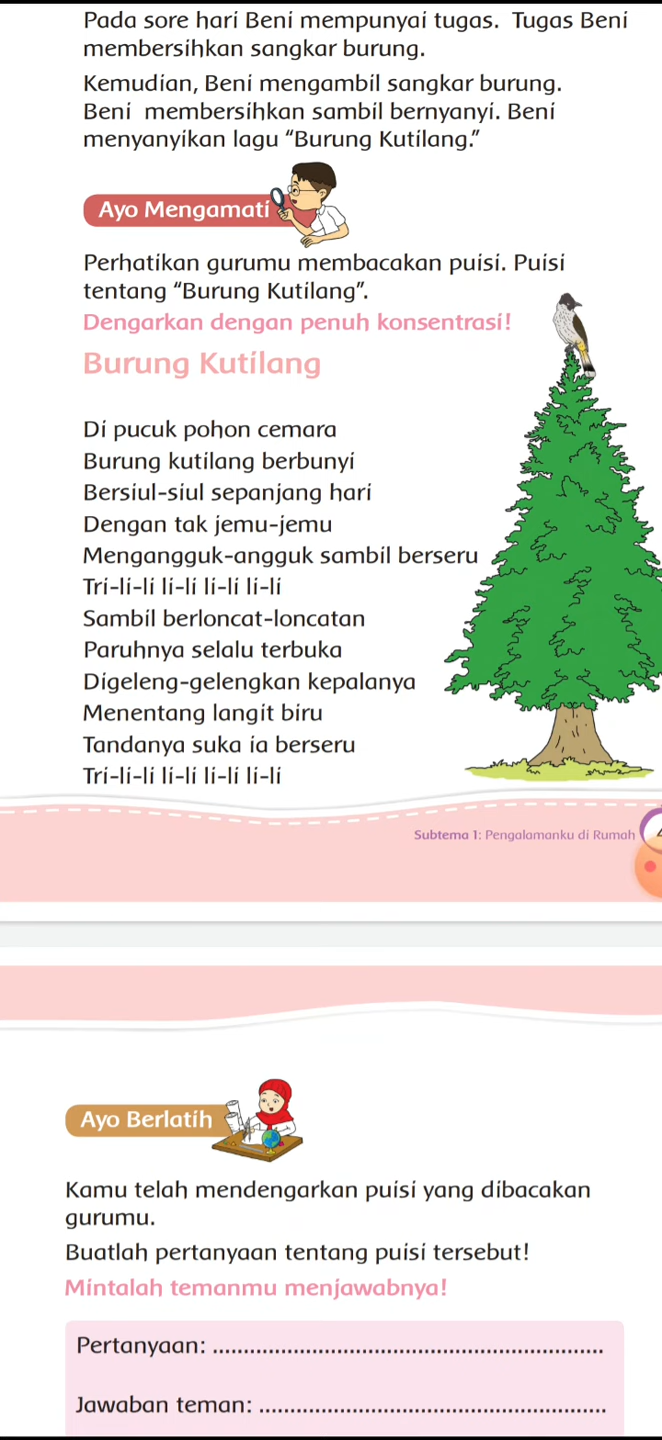 Pada sore hari Beni mempunyai tugas. Tugas Beni
membersihkan sangkar burung.
Kemudian, Beni mengambil sangkar burung.
Beni membersihkan sambil bernyanyi. Beni
menyanyikan lagu “Burung Kutilang.”
Ayo Mengamati
Perhatikan gurumu membacakan puisi. Puisi
tentang “Burung Kutilang”.
Dengarkan dengan penuh konsentrasi!
Burung Kutilang
Di pucuk pohon cemara
Burung kutilang berbunyi
Bersiul-siul sepanjang hari
Dengan tak jemu-jemu
Mengangguk-angguk sambil berseru
Tri-li-li li-li li-li li-li
Sambil berloncat-loncatan
Paruhnya selalu terbuka
Digeleng-gelengkan kepalanya
Menentang langit biru
Tandanya suka ia berseru
Tri-li-li li-li li-li li-li
Subtema 1: Pengalamanku di Rumah
Ayo Berlatih
Kamu telah mendengarkan puisi yang dibacakan
gurumu.
Buatlah pertanyaan tentang puisi tersebut!
Mintalah temanmu menjawabnya!
Pertanyaan: ................................................................
Jawaban teman: .........................................................